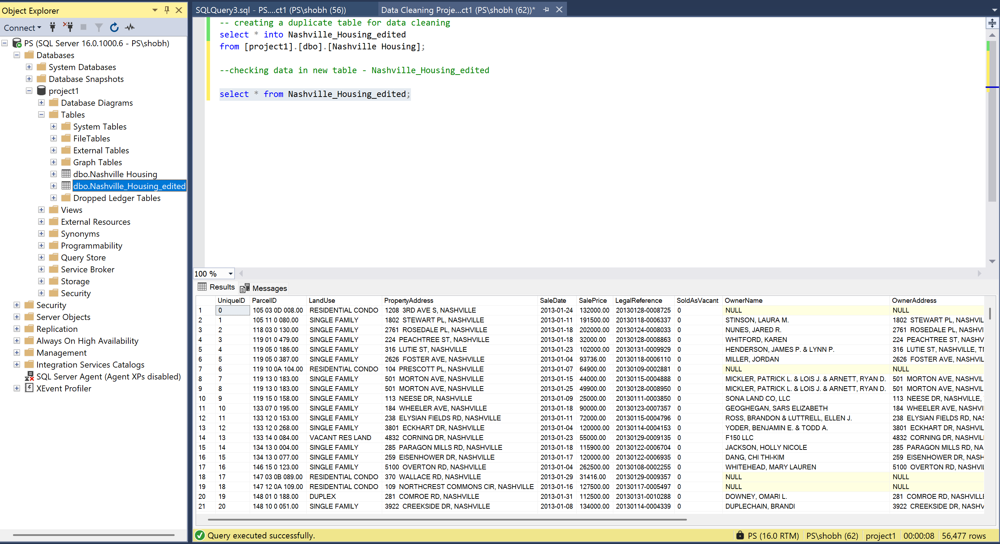 Object Explorer
Connect
PS (SQL Server 16.0.1000.6 - PS\shobh)
Databases
System Databases
Database Snapshots
project1
Database Diagrams
Tables
System Tables
FileTables
External Tables
Graph Tables
dbo.Nashville Housing
dbo.Nashville_Housing_edited
Dropped Ledger Tables
Views
External Resources
Synonyms
Programmability
Query Store
Service Broker
Storage
Security
Security
Server Objects
Replication
Always On High Availability
Management
Integration Services Catalogs
SQL Server Agent (Agent XPs disabled)
XEvent Profiler
SQLQuery3.sql - PS....ct1 (PS\shobh (56)) Data Cleaning Proje...ct1 (PS\shobh (62))*
-- creating a duplicate table for data cleaning
select * into Nashville_Housing_edited
from [project1].[dbo].[Nashville Housing];
--checking data in new table - Nashville_Housing_edited
select * from Nashville_Housing_edited;
100 %
Results Messages
UniqueID ParcelID LandUse PropertyAddress SaleDate SalePrice LegalReference SoldAsVacant OwnerName OwnerAddress
1 0 105 03 0D 008.00 RESIDENTIAL CONDO 1208 3RD AVE S, NASHVILLE 2013-01-24 132000.00 20130128-0008725 0 NULL NULL
2 1 105 11 0 080.00 SINGLE FAMILY 1802 STEWART PL, NASHVILLE 2013-01-11 191500.00 20130118-0006337 0 STINSON, LAURA M. 1802 STEWART PL, NASHVIL
3 2 118 03 0 130.00 SINGLE FAMILY 2761 ROSEDALE PL, NASHVILLE 2013-01-18 202000.00 20130124-0008033 0 NUNES, JARED R. 2761 ROSEDALE PL, NASHVI
4 3 119 01 0 479.00 SINGLE FAMILY 224 PEACHTREE ST, NASHVILLE 2013-01-18 32000.00 20130128-0008863 0 WHITFORD, KAREN 224 PEACHTREE ST, NASHV
5 4 119 05 0 186.00 SINGLE FAMILY 316 LUTIE ST, NASHVILLE 2013-01-23 102000.00 20130131-0009929 0 HENDERSON, JAMES P. & LYNN P. 316 LUTIE ST, NASHVILLE, TN
6 5 119 05 0 387.00 SINGLE FAMILY 2626 FOSTER AVE, NASHVILLE 2013-01-04 93736.00 20130118-0006110 0 MILLER, JORDAN 2626 FOSTER AVE, NASHVIL
7 6 119 10 0A 104.00 RESIDENTIAL CONDO 104 PRESCOTT PL, NASHVILLE 2013-01-07 64900.00 20130109-0002881 0 NULL NULL
8 7 119 13 0 183.00 SINGLE FAMILY 501 MORTON AVE, NASHVILLE 2013-01-15 44000.00 20130115-0004888 0 MICKLER, PATRICK L. & LOIS J. & ARNETT, RYAN D. 501 MORTON AVE, NASHVILL
9 8 119 13 0 183.00 SINGLE FAMILY 501 MORTON AVE, NASHVILLE 2013-01-25 49900.00 20130128-0008950 0 MICKLER, PATRICK L. & LOIS J. & ARNETT, RYAN D. 501 MORTON AVE, NASHVILL
10 9 119 15 0 158.00 SINGLE FAMILY 113 NEESE DR, NASHVILLE 2013-01-09 25000.00 20130111-0003850 0 SONA LAND CO, LLC 113 NEESE DR, NASHVILLE,
11 10 133 07 0 195.00 SINGLE FAMILY 184 WHEELER AVE, NASHVILLE 2013-01-18 90000.00 20130123-0007357 0 GEOGHEGAN, SARS ELIZABETH 184 WHEELER AVE, NASHVI
12 11 133 12 0 153.00 SINGLE FAMILY 238 ELYSIAN FIELDS RD, NASHVILLE 2013-01-11 72000.00 20130115-0004796 0 ROSS, BRANDON & LUTTRELL, ELLEN J. 238 ELYSIAN FIELDS RD, NAS
13 12 133 12 0 268.00 SINGLE FAMILY 3801 ECKHART DR, NASHVILLE 2013-01-04 120000.00 20130114-0004153 0 YODER, BENJAMIN E. & TODD A. 3801 ECKHART DR, NASHVIL
14 13 133 14 0 084.00 VACANT RES LAND 4832 CORNING DR, NASHVILLE 2013-01-23 55000.00 20130129-0009135 0 F150 LLC 4832 CORNING DR, NASHVIL
15 14 134 13 0 004.00 SINGLE FAMILY 285 PARAGON MILLS RD, NASHVILLE 2013-01-18 115900.00 20130122-0006704 0 JACKSON, HOLLY NICOLE 285 PARAGON MILLS RD, NA
16 15 134 13 0 077.00 SINGLE FAMILY 259 EISENHOWER DR, NASHVILLE 2013-01-17 120000.00 20130122-0006935 0 DANG, CHI THI-KIM 259 EISENHOWER DR, NASH
17 16 146 15 0 123.00 SINGLE FAMILY 5100 OVERTON RD, NASHVILLE 2013-01-04 262500.00 20130108-0002255 0 WHITEHEAD, MARY LAUREN 5100 OVERTON RD, NASHVIL
18 17 147 03 0B 089.00 RESIDENTIAL CONDO 370 WALLACE RD, NASHVILLE 2013-01-29 31416.00 20130129-0009357 0 NULL NULL
19 18 147 12 0A 109.00 RESIDENTIAL CONDO 109 NORTHCREST COMMONS CIR, NASHVILLE 2013-01-16 127500.00 20130117-0005497 0 NULL NULL
20 19 148 01 0 188.00 DUPLEX 281 COMROE RD, NASHVILLE 2013-01-31 112500.00 20130131-0010288 0 DOWNEY, OMARI L. 281 COMROE RD, NASHVILLE
21 20 148 10 0 051.00 SINGLE FAMILY 3922 CREEKSIDE DR, NASHVILLE 2013-01-08 134000.00 20130114-0004339 0 DUPLECHAIN, BRANDI 3922 CREEKSIDE DR, NASHV
Query executed successfully. PS (16.0 RTM) PS\shobh (62) project1 00:00:08 56,477 rows